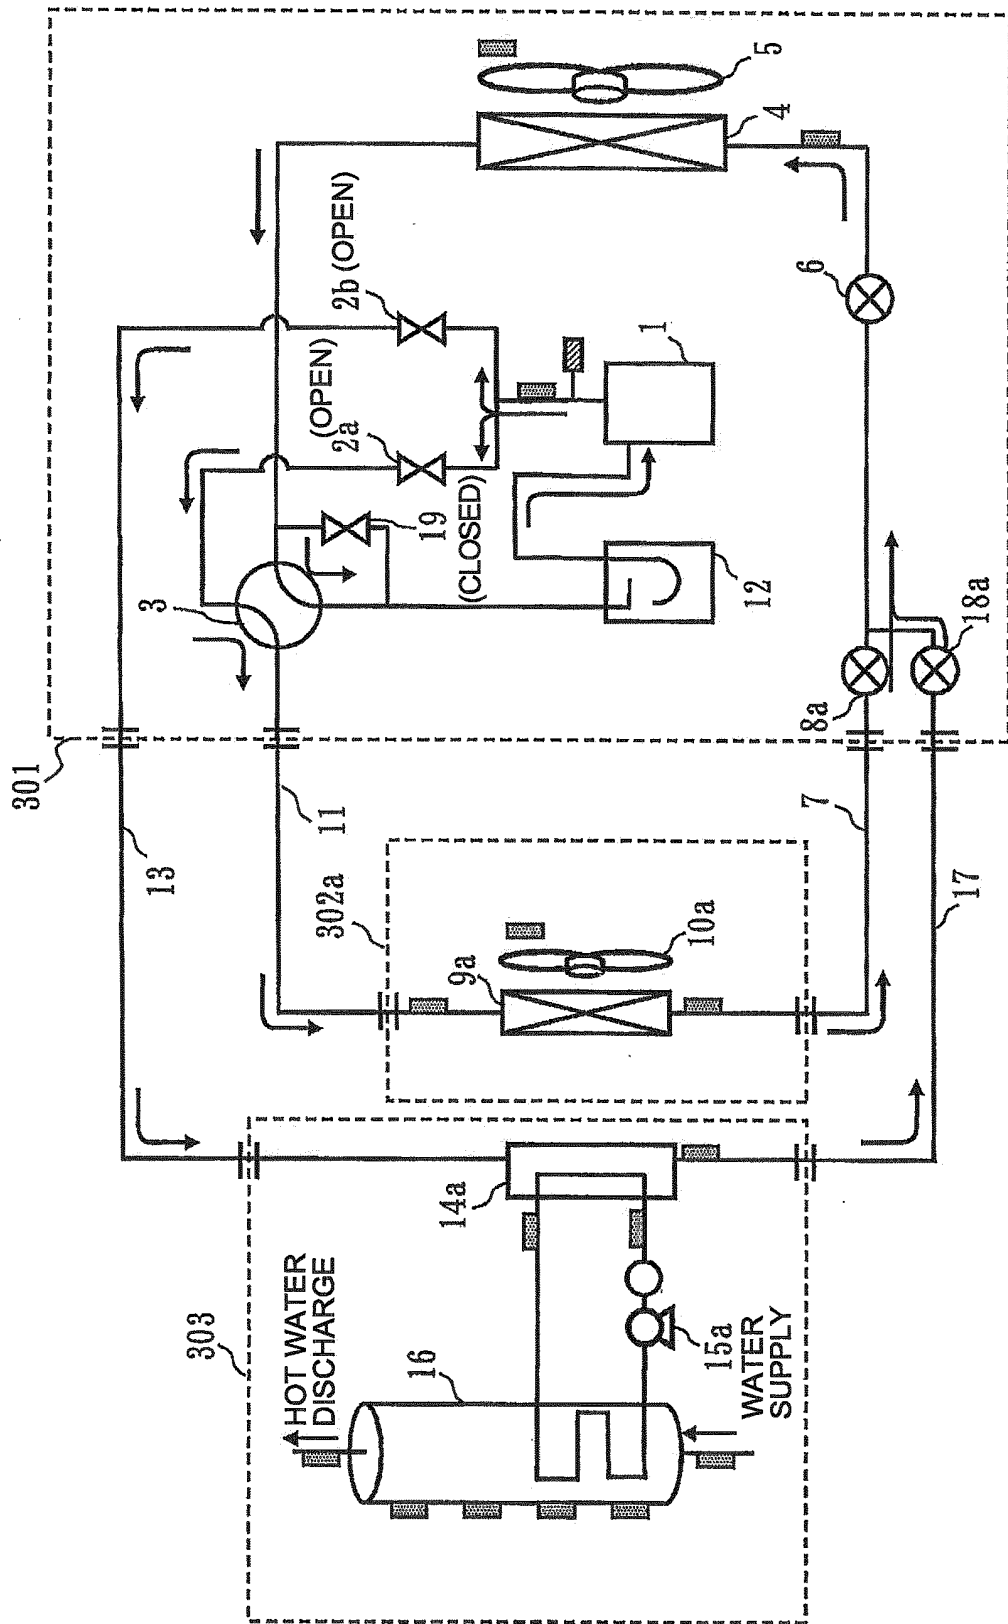 301
3
13
303
HOT WATER
DISCHARGE
(OPEN)
11
302a
2a
2b (OPEN)
16
19
14a
(CLOSED)
9a
1
10a
15a
WATER
SUPPLY
12
5
4
6
8a
7
17
18a